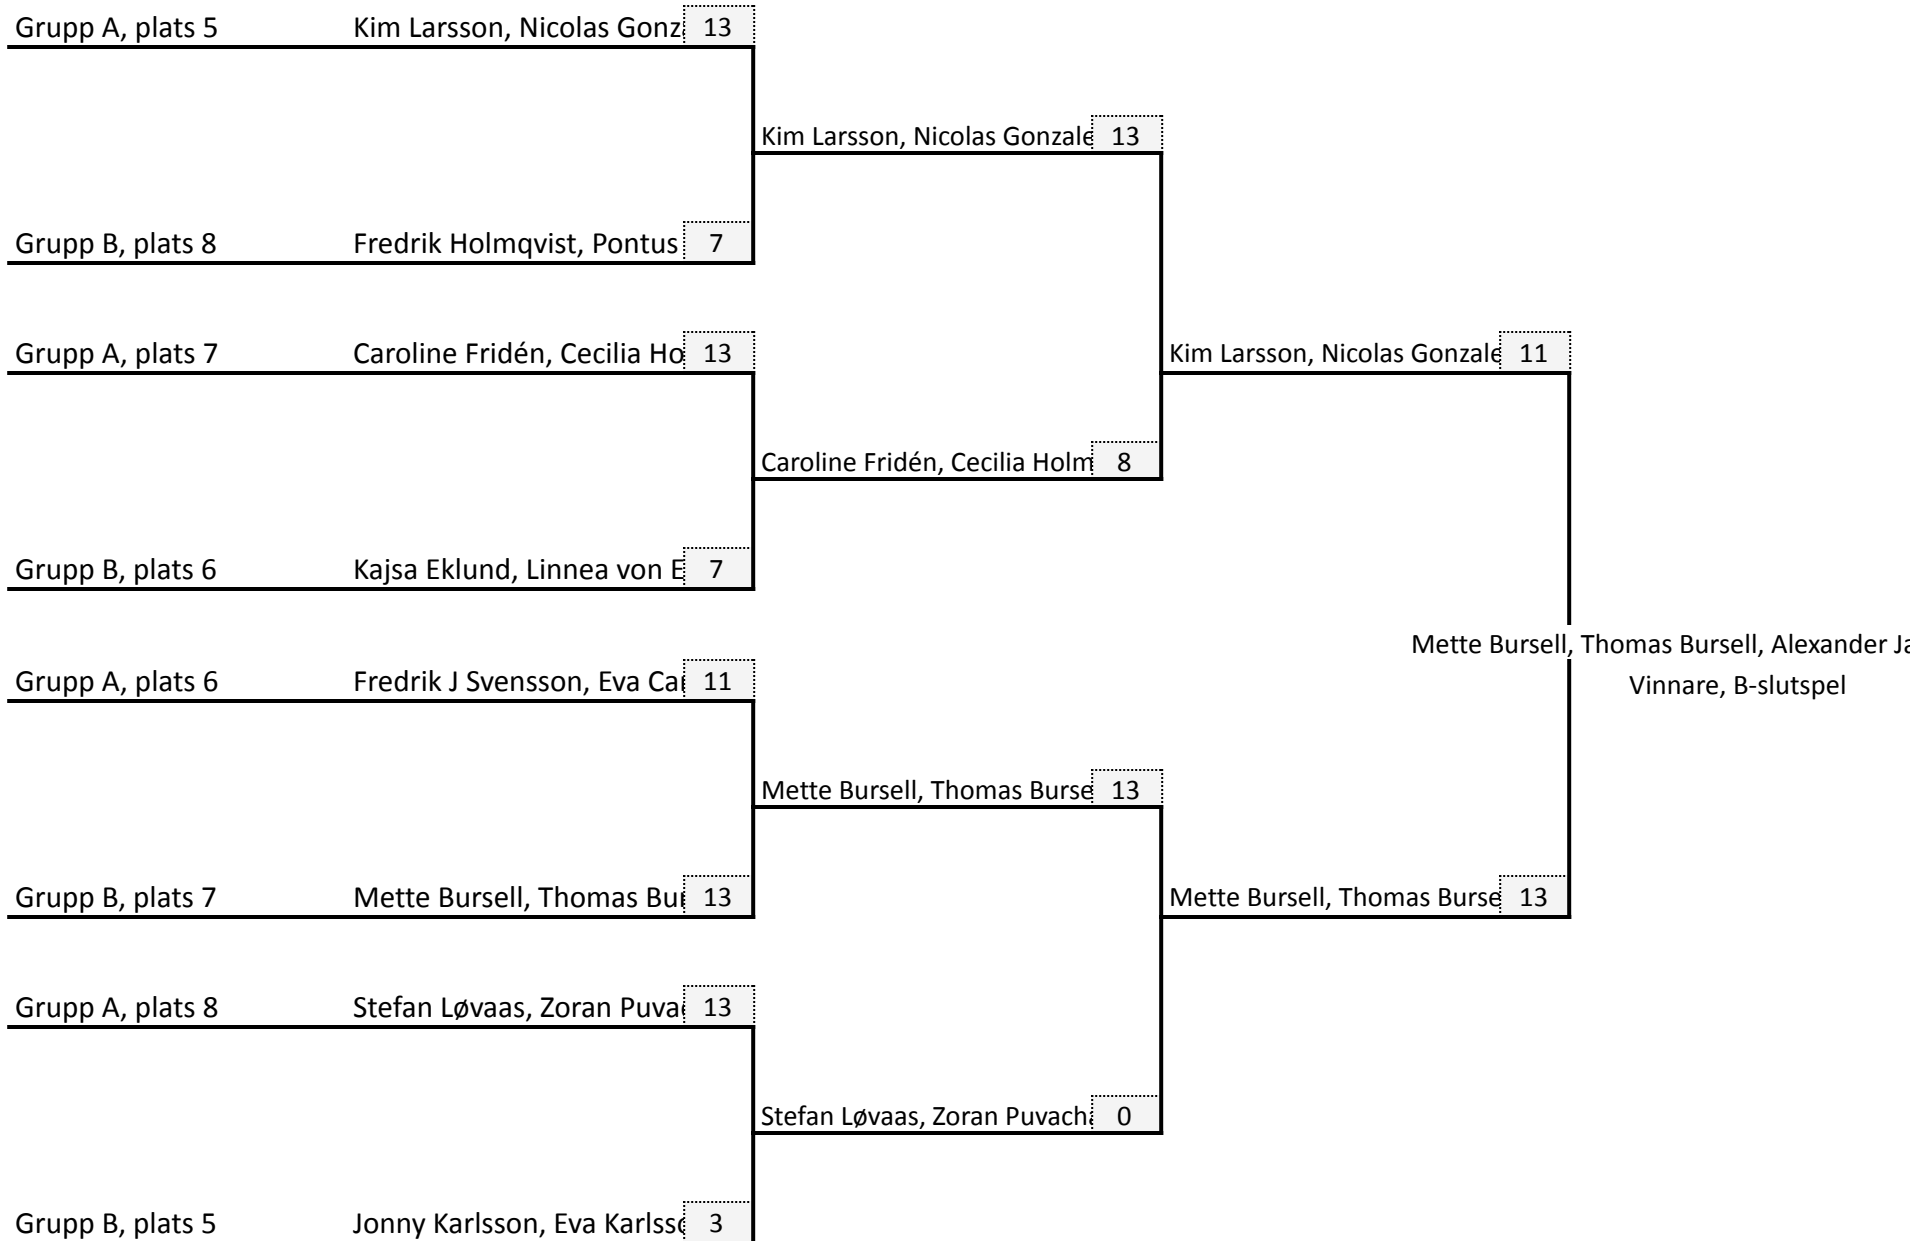 Grupp A, plats 5 Kim Larsson, Nicolas Gonz 13
Kim Larsson, Nicolas Gonzale 13
Grupp B, plats 8 Fredrik Holmqvist, Pontus 7
Grupp A, plats 7 Caroline Fridén, Cecilia Ho 13
Kim Larsson, Nicolas Gonzale 11
Caroline Fridén, Cecilia Holm 8
Grupp B, plats 6 Kajsa Eklund, Linnea von E 7
Mette Bursell, Thomas Bursell, Alexander Ja
Grupp A, plats 6 Fredrik J Svensson, Eva Ca 11
Vinnare, B-slutspel
Mette Bursell, Thomas Burse 13
Grupp B, plats 7 Mette Bursell, Thomas Bu 13
Mette Bursell, Thomas Burse 13
Grupp A, plats 8 Stefan Løvaas, Zoran Puva 13
Stefan Løvaas, Zoran Puvach 0
Grupp B, plats 5 Jonny Karlsson, Eva Karlss 3